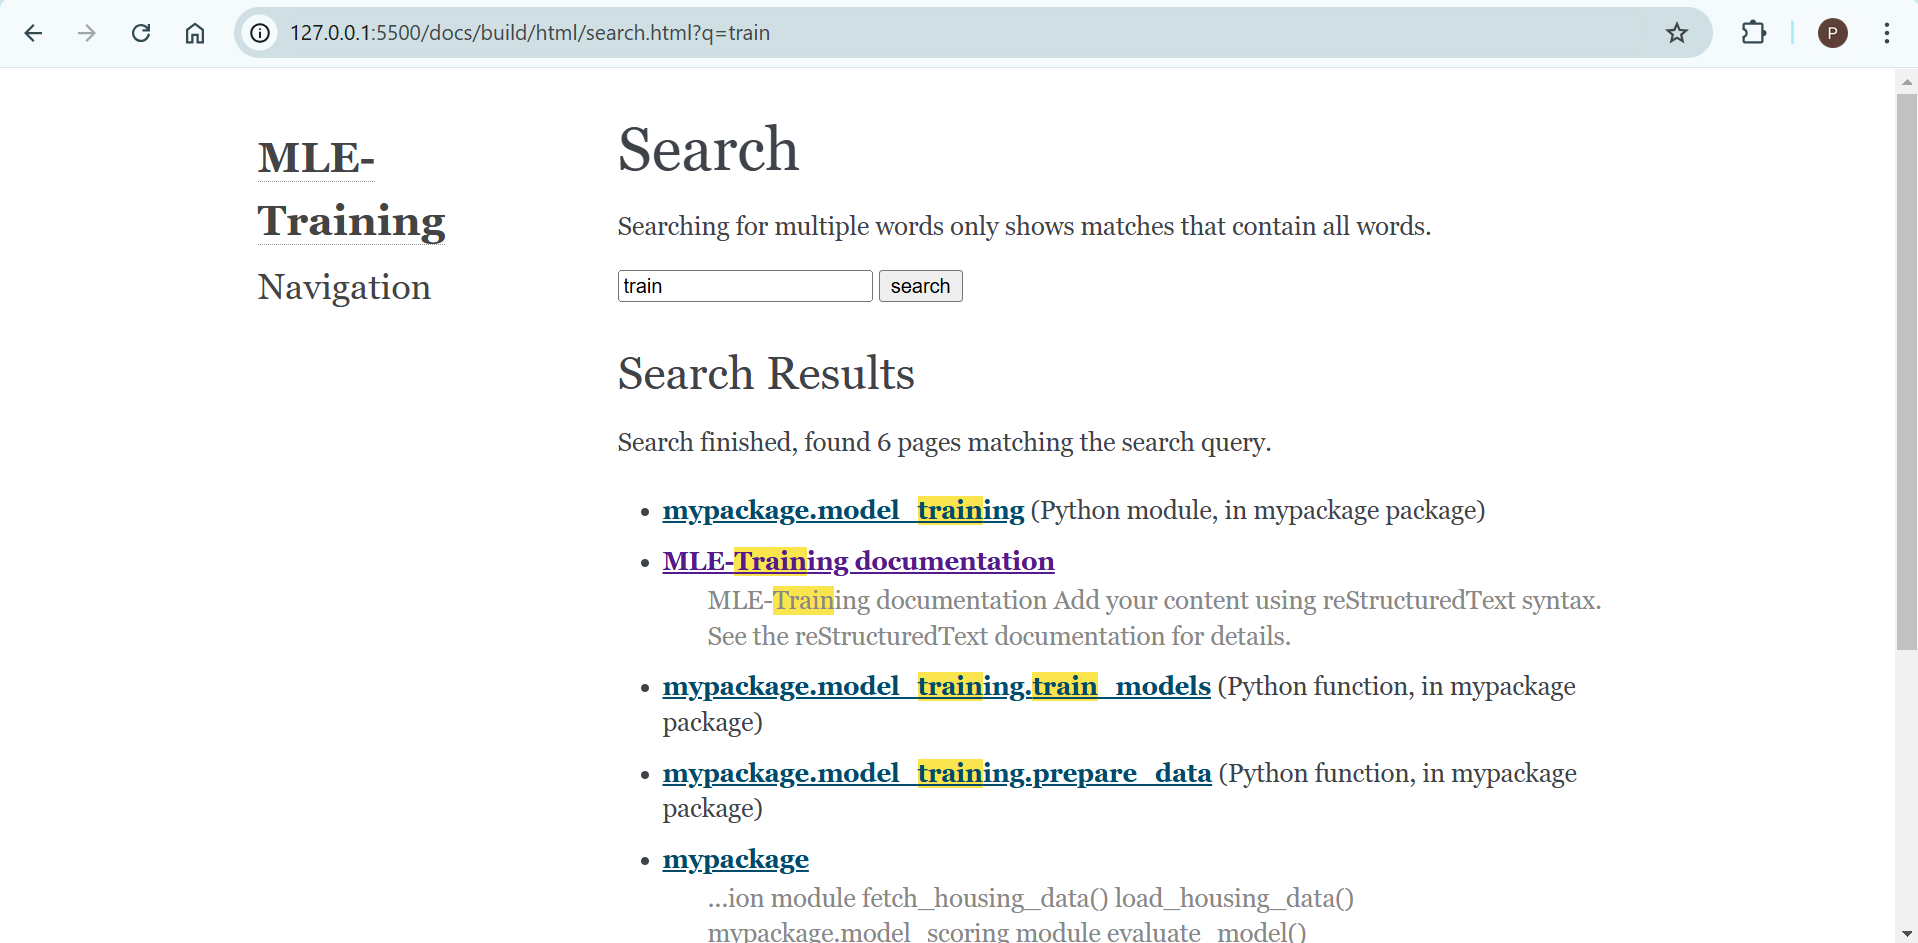 127.0.0.1:5500/docs/build/html/search.html?q=train
P
MLE-
Training
Navigation
Search
Searching for multiple words only shows matches that contain all words.
train search
Search Results
Search finished, found 6 pages matching the search query.
mypackage.model_training (Python module, in mypackage package)
MLE-Training documentation
MLE-Training documentation Add your content using reStructuredText syntax.
See the reStructuredText documentation for details.
mypackage.model_training.train_models (Python function, in mypackage
package)
mypackage.model_training.prepare_data (Python function, in mypackage
package)
mypackage
...ion module fetch_housing_data() load_housing_data()
mypackage.model_scoring module evaluate_model()